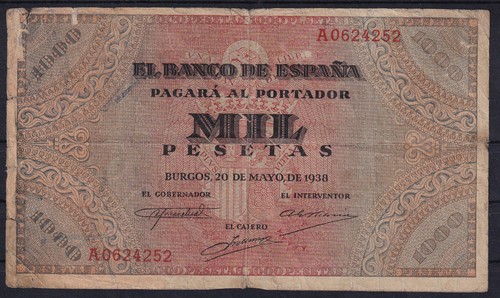 A0624252
EL BANCO DE ESPAÑA
PAGARÁ AL PORTADOR
MIL
PESETAS
BURGOS, 20 DE MAYO, DE 1938
EL GOBERNADOR EL INTERVENTOR
EL CAJERO
A0624252
1000
1000
1000
1000